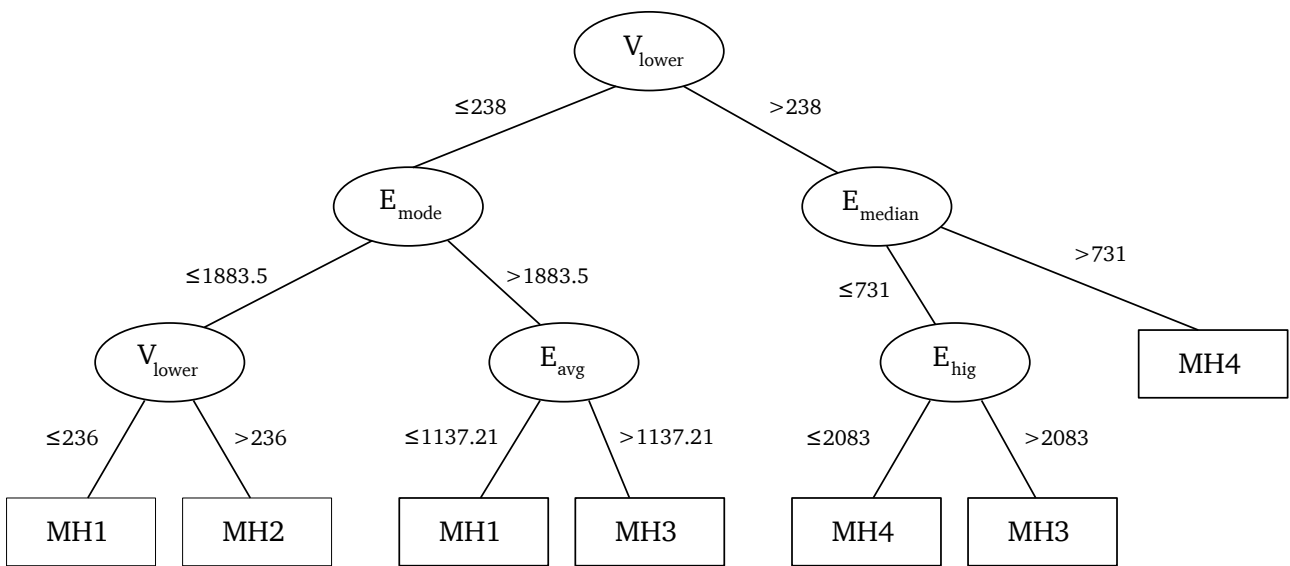 V_lower
≤238
>238
E_mode
E_median
≤1883.5
>1883.5
≤731
>731
V_lower
E_avg
E_hig
MH4
≤236
>236
≤1137.21
>1137.21
≤2083
>2083
MH1
MH2
MH1
MH3
MH4
MH3